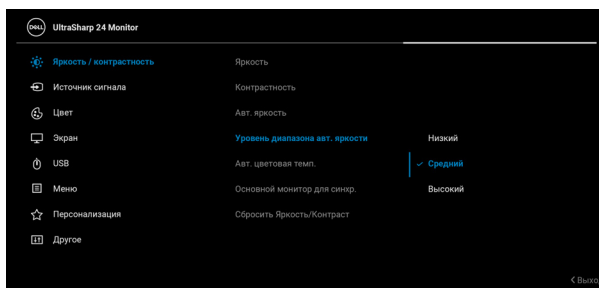 DELL UltraSharp 24 Monitor
Яркость / контрастность
Яркость
Источник сигнала
Контрастность
Цвет
Авт. яркость
Экран
Уровень диапазона авт. яркости
Низкий
USB
Авт. цветовая темп.
Средний
Меню
Основной монитор для синхр.
Высокий
Персонализация
Сбросить Яркость/Контраст
Другое